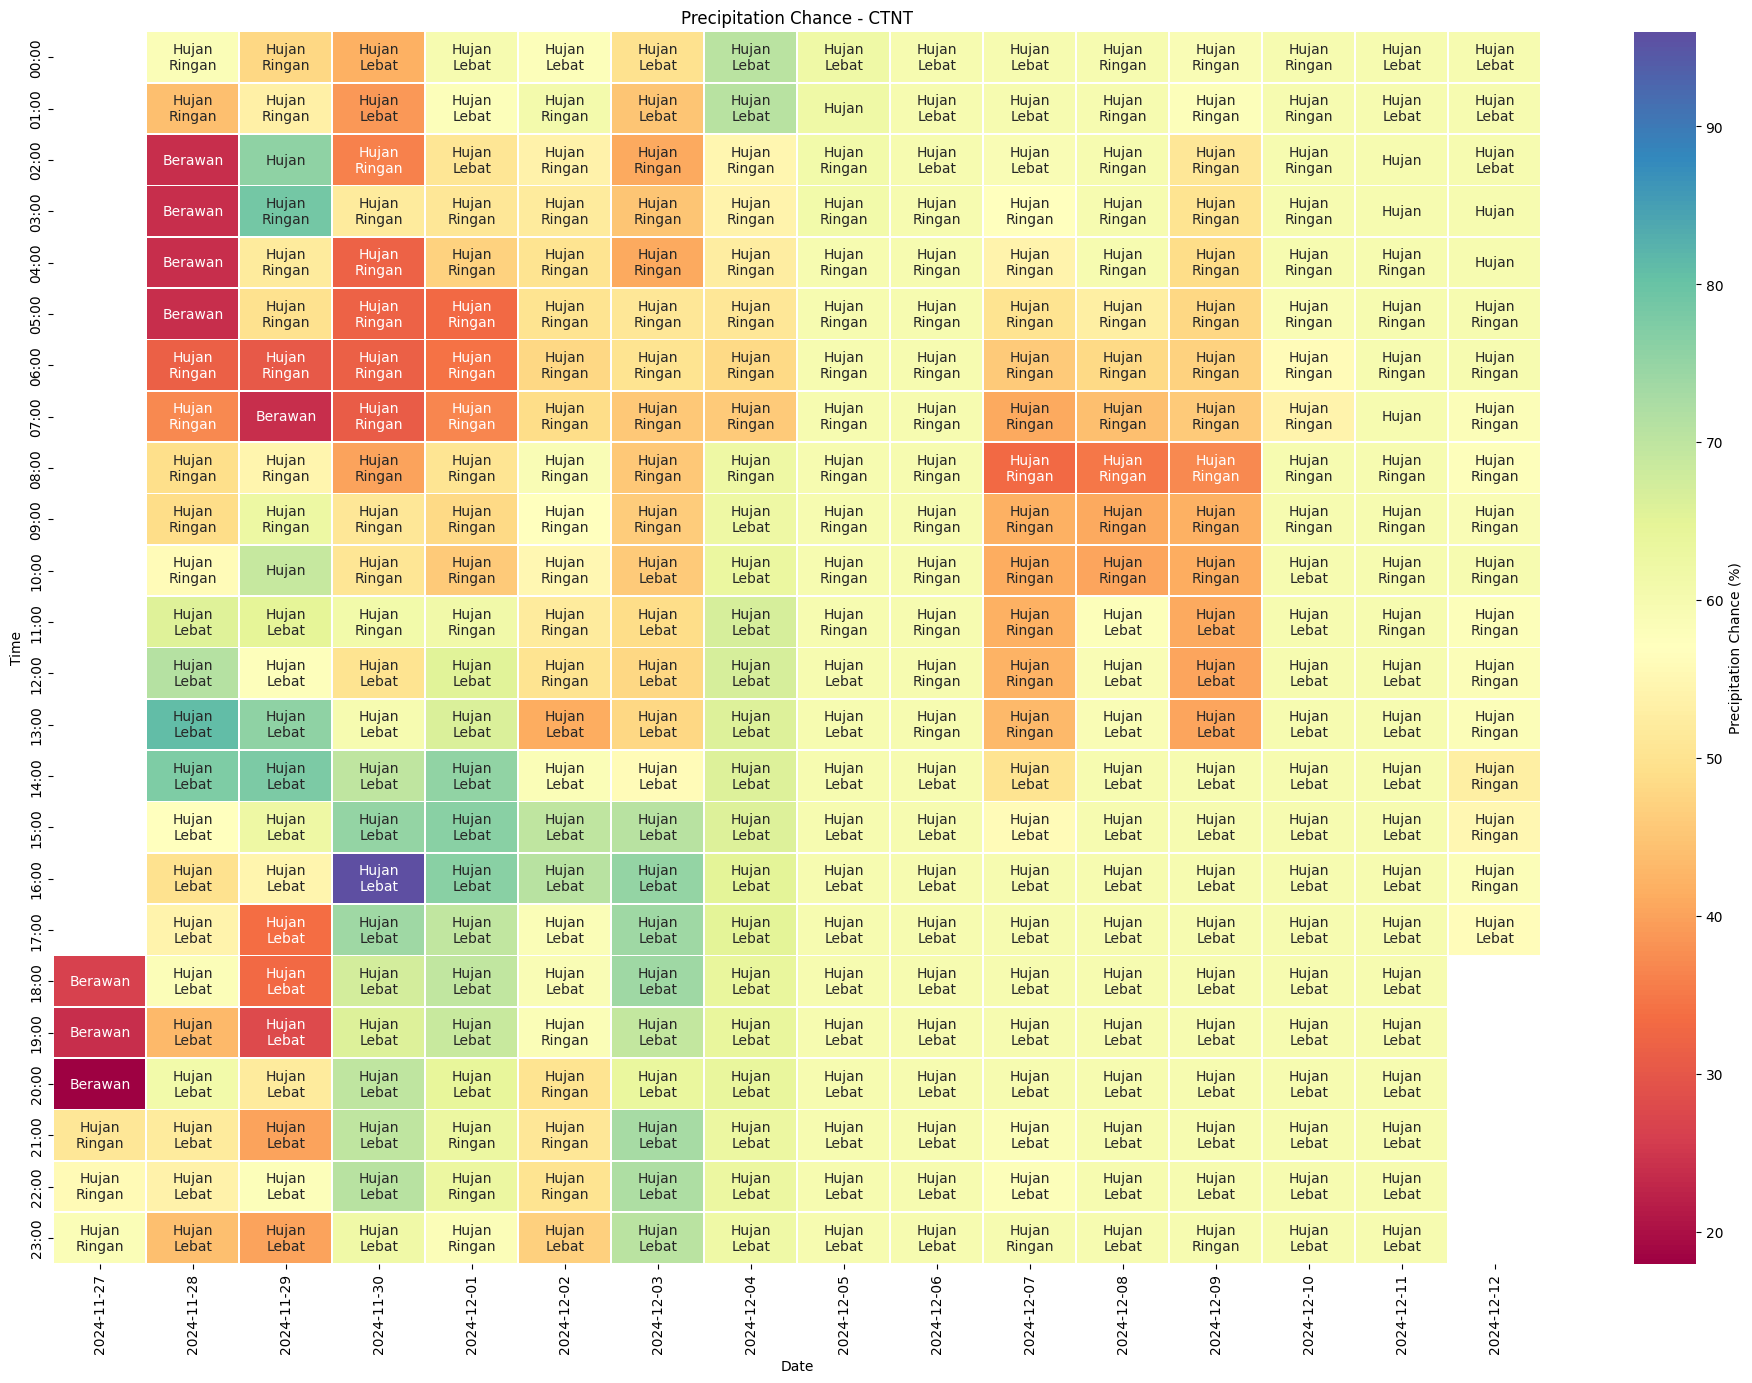 Precipitation Chance - CTNT
00:00 Hujan Ringan Hujan Ringan Hujan Lebat Hujan Lebat Hujan Lebat Hujan Lebat Hujan Lebat Hujan Lebat Hujan Lebat Hujan Lebat Hujan Ringan Hujan Ringan Hujan Ringan Hujan Lebat Hujan Lebat
01:00 Hujan Ringan Hujan Ringan Hujan Lebat Hujan Lebat Hujan Ringan Hujan Lebat Hujan Lebat Hujan Hujan Lebat Hujan Lebat Hujan Ringan Hujan Ringan Hujan Ringan Hujan Lebat Hujan Lebat
02:00 Berawan Hujan Hujan Ringan Hujan Lebat Hujan Ringan Hujan Ringan Hujan Ringan Hujan Ringan Hujan Lebat Hujan Lebat Hujan Ringan Hujan Ringan Hujan Ringan Hujan Hujan Lebat
03:00 Berawan Hujan Ringan Hujan Ringan Hujan Ringan Hujan Ringan Hujan Ringan Hujan Ringan Hujan Ringan Hujan Ringan Hujan Ringan Hujan Ringan Hujan Ringan Hujan Ringan Hujan Hujan
04:00 Berawan Hujan Ringan Hujan Ringan Hujan Ringan Hujan Ringan Hujan Ringan Hujan Ringan Hujan Ringan Hujan Ringan Hujan Ringan Hujan Ringan Hujan Ringan Hujan Ringan Hujan Ringan Hujan
05:00 Berawan Hujan Ringan Hujan Ringan Hujan Ringan Hujan Ringan Hujan Ringan Hujan Ringan Hujan Ringan Hujan Ringan Hujan Ringan Hujan Ringan Hujan Ringan Hujan Ringan Hujan Ringan Hujan Ringan
06:00 Hujan Ringan Hujan Ringan Hujan Ringan Hujan Ringan Hujan Ringan Hujan Ringan Hujan Ringan Hujan Ringan Hujan Ringan Hujan Ringan Hujan Ringan Hujan Ringan Hujan Ringan Hujan Ringan Hujan Ringan
07:00 Hujan Ringan Berawan Hujan Ringan Hujan Ringan Hujan Ringan Hujan Ringan Hujan Ringan Hujan Ringan Hujan Ringan Hujan Ringan Hujan Ringan Hujan Ringan Hujan Ringan Hujan Hujan Ringan
08:00 Hujan Ringan Hujan Ringan Hujan Ringan Hujan Ringan Hujan Ringan Hujan Ringan Hujan Ringan Hujan Ringan Hujan Ringan Hujan Ringan Hujan Ringan Hujan Ringan Hujan Ringan Hujan Ringan Hujan Ringan
09:00 Hujan Ringan Hujan Ringan Hujan Ringan Hujan Ringan Hujan Ringan Hujan Ringan Hujan Lebat Hujan Ringan Hujan Ringan Hujan Ringan Hujan Ringan Hujan Ringan Hujan Ringan Hujan Ringan Hujan Ringan
10:00 Hujan Ringan Hujan Hujan Ringan Hujan Ringan Hujan Ringan Hujan Lebat Hujan Lebat Hujan Ringan Hujan Ringan Hujan Ringan Hujan Ringan Hujan Ringan Hujan Lebat Hujan Ringan Hujan Ringan
11:00 Hujan Lebat Hujan Lebat Hujan Ringan Hujan Ringan Hujan Ringan Hujan Lebat Hujan Lebat Hujan Ringan Hujan Ringan Hujan Ringan Hujan Lebat Hujan Lebat Hujan Lebat Hujan Ringan Hujan Ringan
12:00 Hujan Lebat Hujan Lebat Hujan Lebat Hujan Lebat Hujan Ringan Hujan Lebat Hujan Lebat Hujan Lebat Hujan Ringan Hujan Ringan Hujan Lebat Hujan Lebat Hujan Lebat Hujan Lebat Hujan Ringan
13:00 Hujan Lebat Hujan Lebat Hujan Lebat Hujan Lebat Hujan Lebat Hujan Lebat Hujan Lebat Hujan Lebat Hujan Ringan Hujan Ringan Hujan Lebat Hujan Lebat Hujan Lebat Hujan Lebat Hujan Ringan
14:00 Hujan Lebat Hujan Lebat Hujan Lebat Hujan Lebat Hujan Lebat Hujan Lebat Hujan Lebat Hujan Lebat Hujan Lebat Hujan Lebat Hujan Lebat Hujan Lebat Hujan Lebat Hujan Lebat Hujan Ringan
15:00 Hujan Lebat Hujan Lebat Hujan Lebat Hujan Lebat Hujan Lebat Hujan Lebat Hujan Lebat Hujan Lebat Hujan Lebat Hujan Lebat Hujan Lebat Hujan Lebat Hujan Lebat Hujan Lebat Hujan Ringan
16:00 Hujan Lebat Hujan Lebat Hujan Lebat Hujan Lebat Hujan Lebat Hujan Lebat Hujan Lebat Hujan Lebat Hujan Lebat Hujan Lebat Hujan Lebat Hujan Lebat Hujan Lebat Hujan Lebat Hujan Ringan
17:00 Hujan Lebat Hujan Lebat Hujan Lebat Hujan Lebat Hujan Lebat Hujan Lebat Hujan Lebat Hujan Lebat Hujan Lebat Hujan Lebat Hujan Lebat Hujan Lebat Hujan Lebat Hujan Lebat Hujan Lebat
18:00 Berawan Hujan Lebat Hujan Lebat Hujan Lebat Hujan Lebat Hujan Lebat Hujan Lebat Hujan Lebat Hujan Lebat Hujan Lebat Hujan Lebat Hujan Lebat Hujan Lebat Hujan Lebat Hujan Lebat
19:00 Berawan Hujan Lebat Hujan Lebat Hujan Lebat Hujan Lebat Hujan Ringan Hujan Lebat Hujan Lebat Hujan Lebat Hujan Lebat Hujan Lebat Hujan Lebat Hujan Lebat Hujan Lebat Hujan Lebat
20:00 Berawan Hujan Lebat Hujan Lebat Hujan Lebat Hujan Lebat Hujan Ringan Hujan Lebat Hujan Lebat Hujan Lebat Hujan Lebat Hujan Lebat Hujan Lebat Hujan Lebat Hujan Lebat Hujan Lebat
21:00 Hujan Ringan Hujan Lebat Hujan Lebat Hujan Lebat Hujan Ringan Hujan Ringan Hujan Lebat Hujan Lebat Hujan Lebat Hujan Lebat Hujan Lebat Hujan Lebat Hujan Lebat Hujan Lebat Hujan Lebat
22:00 Hujan Ringan Hujan Lebat Hujan Lebat Hujan Lebat Hujan Ringan Hujan Ringan Hujan Lebat Hujan Lebat Hujan Lebat Hujan Lebat Hujan Lebat Hujan Lebat Hujan Lebat Hujan Lebat Hujan Lebat
23:00 Hujan Ringan Hujan Lebat Hujan Lebat Hujan Lebat Hujan Ringan Hujan Lebat Hujan Lebat Hujan Lebat Hujan Lebat Hujan Lebat Hujan Ringan Hujan Lebat Hujan Ringan Hujan Lebat Hujan Lebat
Time
2024-11-27 2024-11-28 2024-11-29 2024-11-30 2024-12-01 2024-12-02 2024-12-03 2024-12-04 2024-12-05 2024-12-06 2024-12-07 2024-12-08 2024-12-09 2024-12-10 2024-12-11 2024-12-12
Date
90
80
70
60
50
40
30
20
Precipitation Chance (%)